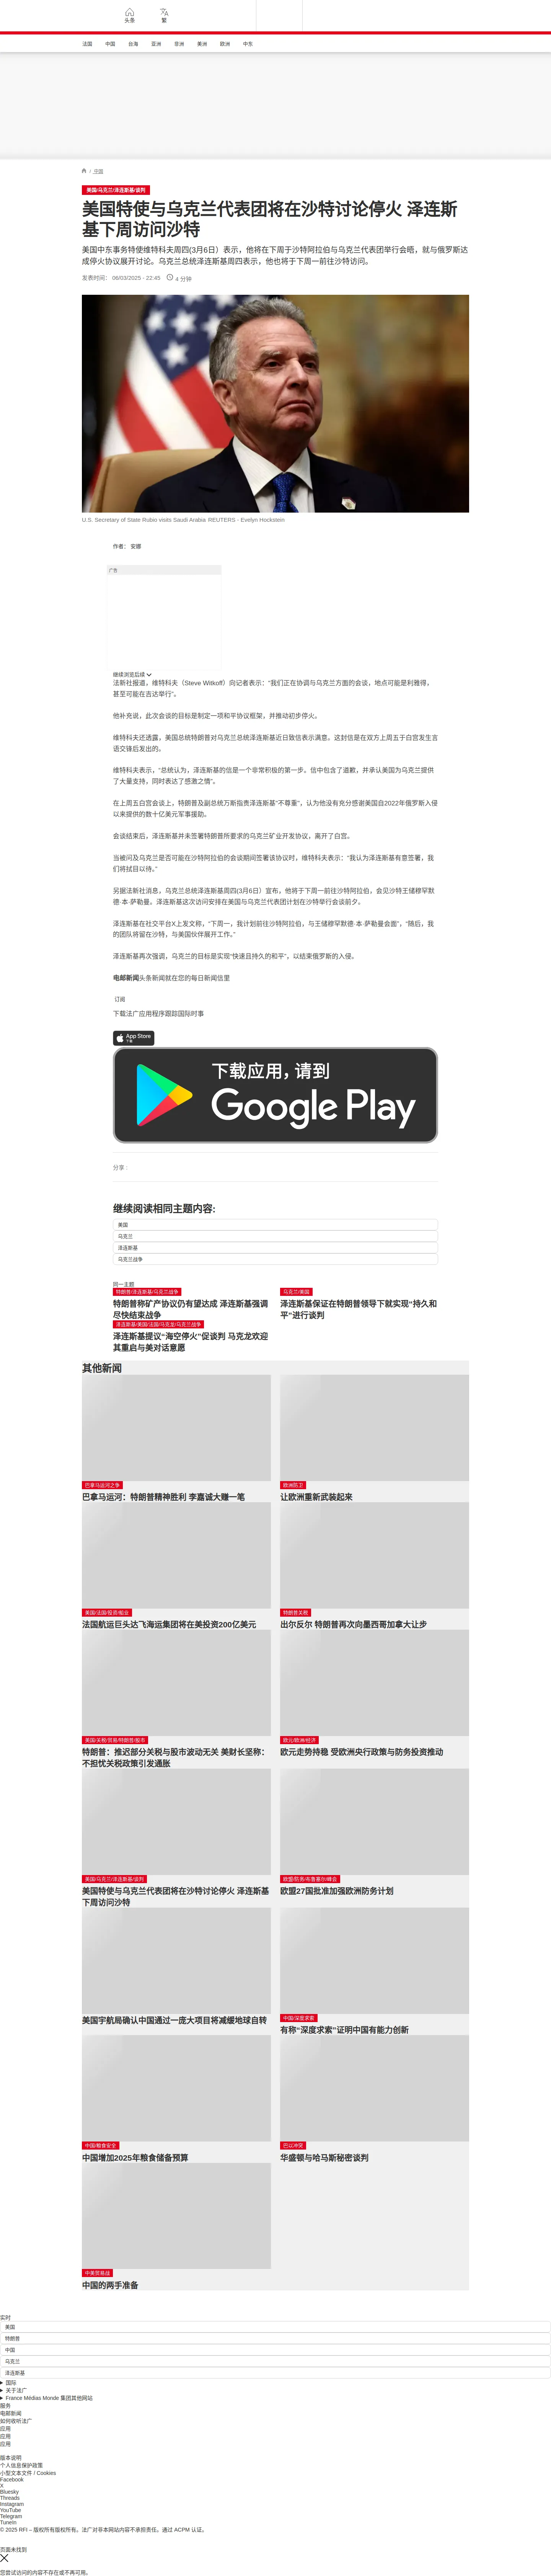 头条
繁
法国 中国 台海 亚洲 非洲 美洲 欧洲 中东
/ 中国
美国/乌克兰/泽连斯基/谈判
美国特使与乌克兰代表团将在沙特讨论停火 泽连斯
基下周访问沙特
美国中东事务特使维特科夫周四(3月6日）表示，他将在下周于沙特阿拉伯与乌克兰代表团举行会晤，就与俄罗斯达
成停火协议展开讨论。乌克兰总统泽连斯基周四表示，他也将于下周一前往沙特访问。
发表时间： 06/03/2025 - 22:45 4 分钟
U.S. Secretary of State Rubio visits Saudi Arabia REUTERS - Evelyn Hockstein
作者： 安娜
广告
继续浏览后续
法新社报道，维特科夫（Steve Witkoff）向记者表示：“我们正在协调与乌克兰方面的会谈，地点可能是利雅得，
甚至可能在吉达举行”。
他补充说，此次会谈的目标是制定一项和平协议框架，并推动初步停火。
维特科夫还透露，美国总统特朗普对乌克兰总统泽连斯基近日致信表示满意。这封信是在双方上周五于白宫发生言
语交锋后发出的。
维特科夫表示，“总统认为，泽连斯基的信是一个非常积极的第一步。信中包含了道歉，并承认美国为乌克兰提供
了大量支持，同时表达了感激之情”。
在上周五白宫会谈上，特朗普及副总统万斯指责泽连斯基“不尊重”，认为他没有充分感谢美国自2022年俄罗斯入侵
以来提供的数十亿美元军事援助。
会谈结束后，泽连斯基并未签署特朗普所要求的乌克兰矿业开发协议，离开了白宫。
当被问及乌克兰是否可能在沙特阿拉伯的会谈期间签署该协议时，维特科夫表示：“我认为泽连斯基有意签署，我
们将拭目以待。”
另据法新社消息，乌克兰总统泽连斯基周四(3月6日）宣布，他将于下周一前往沙特阿拉伯，会见沙特王储穆罕默
德·本·萨勒曼。泽连斯基这次访问安排在美国与乌克兰代表团计划在沙特举行会谈前夕。
泽连斯基在社交平台X上发文称，“下周一，我计划前往沙特阿拉伯，与王储穆罕默德·本·萨勒曼会面”，“随后，我
的团队将留在沙特，与美国伙伴展开工作。”
泽连斯基再次强调，乌克兰的目标是实现“快速且持久的和平”，以结束俄罗斯的入侵。
电邮新闻头条新闻就在您的每日新闻信里
订阅
下载法广应用程序跟踪国际时事
App Store
下载
下载应用，请到
Google Play
分享 :
继续阅读相同主题内容:
美国
乌克兰
泽连斯基
乌克兰战争
同一主题
特朗普/泽连斯基/乌克兰战争
特朗普称矿产协议仍有望达成 泽连斯基强调
尽快结束战争
乌克兰/美国
泽连斯基保证在特朗普领导下就实现“持久和
平”进行谈判
泽连斯基/美国/法国/马克龙/乌克兰战争
泽连斯基提议“海空停火”促谈判 马克龙欢迎
其重启与美对话意愿
其他新闻
巴拿马运河之争
巴拿马运河：特朗普精神胜利 李嘉诚大赚一笔
欧洲防卫
让欧洲重新武装起来
美国/法国/投资/船业
法国航运巨头达飞海运集团将在美投资200亿美元
特朗普关税
出尔反尔 特朗普再次向墨西哥加拿大让步
美国/关税/贸易/特朗普/股市
特朗普：推迟部分关税与股市波动无关 美财长坚称：
不担忧关税政策引发通胀
欧元/欧洲/经济
欧元走势持稳 受欧洲央行政策与防务投资推动
美国/乌克兰/泽连斯基/谈判
美国特使与乌克兰代表团将在沙特讨论停火 泽连斯基
下周访问沙特
欧盟/防务/布鲁塞尔/峰会
欧盟27国批准加强欧洲防务计划
美国宇航局确认中国通过一庞大项目将减缓地球自转
中国/深度求索
有称“深度求索”证明中国有能力创新
中国/粮食安全
中国增加2025年粮食储备预算
巴以冲突
华盛顿与哈马斯秘密谈判
中美贸易战
中国的两手准备
实时
美国
特朗普
中国
乌克兰
泽连斯基
国际
关于法广
France Médias Monde 集团其他网站
服务
电邮新闻
如何收听法广
应用
应用
应用
版本说明
个人信息保护政策
小型文本文件 / Cookies
Facebook
X
Bluesky
Threads
Instagram
YouTube
Telegram
TuneIn
© 2025 RFI – 版权所有版权所有。法广对非本网站内容不承担责任。通过 ACPM 认证。
页面未找到
您尝试访问的内容不存在或不再可用。